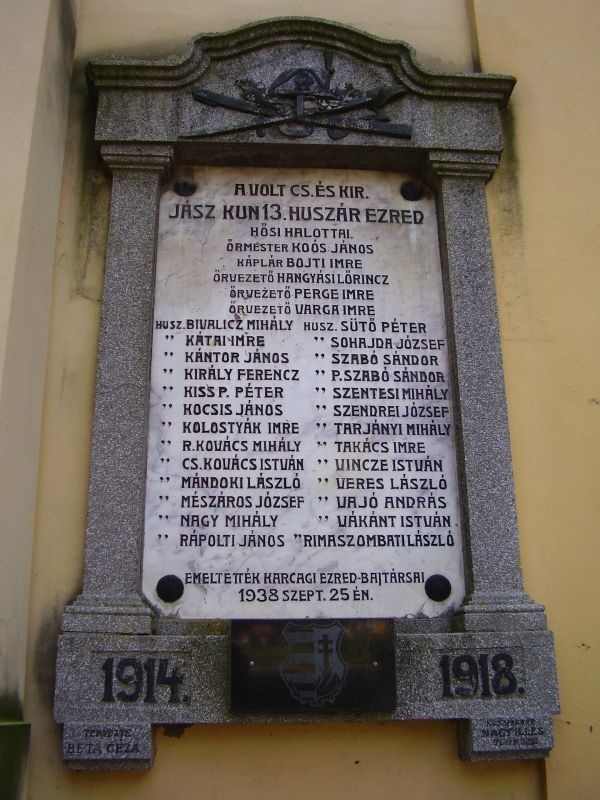 A VOLT CS. ÉS KIR.
JÁSZ KUN 13. HUSZÁR EZRED
HŐSI HALOTTAI.
ŐRMESTER KOÓS JÁNOS
KÁPLÁR BOJTI IMRE
ŐRVEZETŐ HANGYÁSI LŐRINCZ
ŐRVEZETŐ PERGE IMRE
ŐRVEZETŐ VARGA IMRE
HUSZ. BIVALICZ MIHÁLY HUSZ. SÜTŐ PÉTER
" KÁTAI IMRE " SOHAJDA JÓZSEF
" KÁNTOR JÁNOS " SZABÓ SÁNDOR
" KIRÁLY FERENCZ " P. SZABÓ SÁNDOR
" KISS P. PÉTER " SZENTESI MIHÁLY
" KOCSIS JÁNOS " SZENDREI JÓZSEF
" KOLOSTYÁK IMRE " TARJÁNYI MIHÁLY
" R. KOVÁCS MIHÁLY " TAKÁCS IMRE
" CS. KOVÁCS ISTVÁN " VINCZE ISTVÁN
" MÁNDOKI LÁSZLÓ " VERES LÁSZLÓ
" MÉSZÁROS JÓZSEF " VAJÓ ANDRÁS
" NAGY MIHÁLY " VÁKÁNT ISTVÁN
" RÁPOLTI JÁNOS " RIMASZOMBATI LÁSZLÓ
EMELTETTÉK KARCAGI EZRED-BAJTÁRSAI
1938 SZEPT. 25 ÉN.
1914. 1918.
TERVEZTE
BETA GÉZA
NAGY ILLÉS